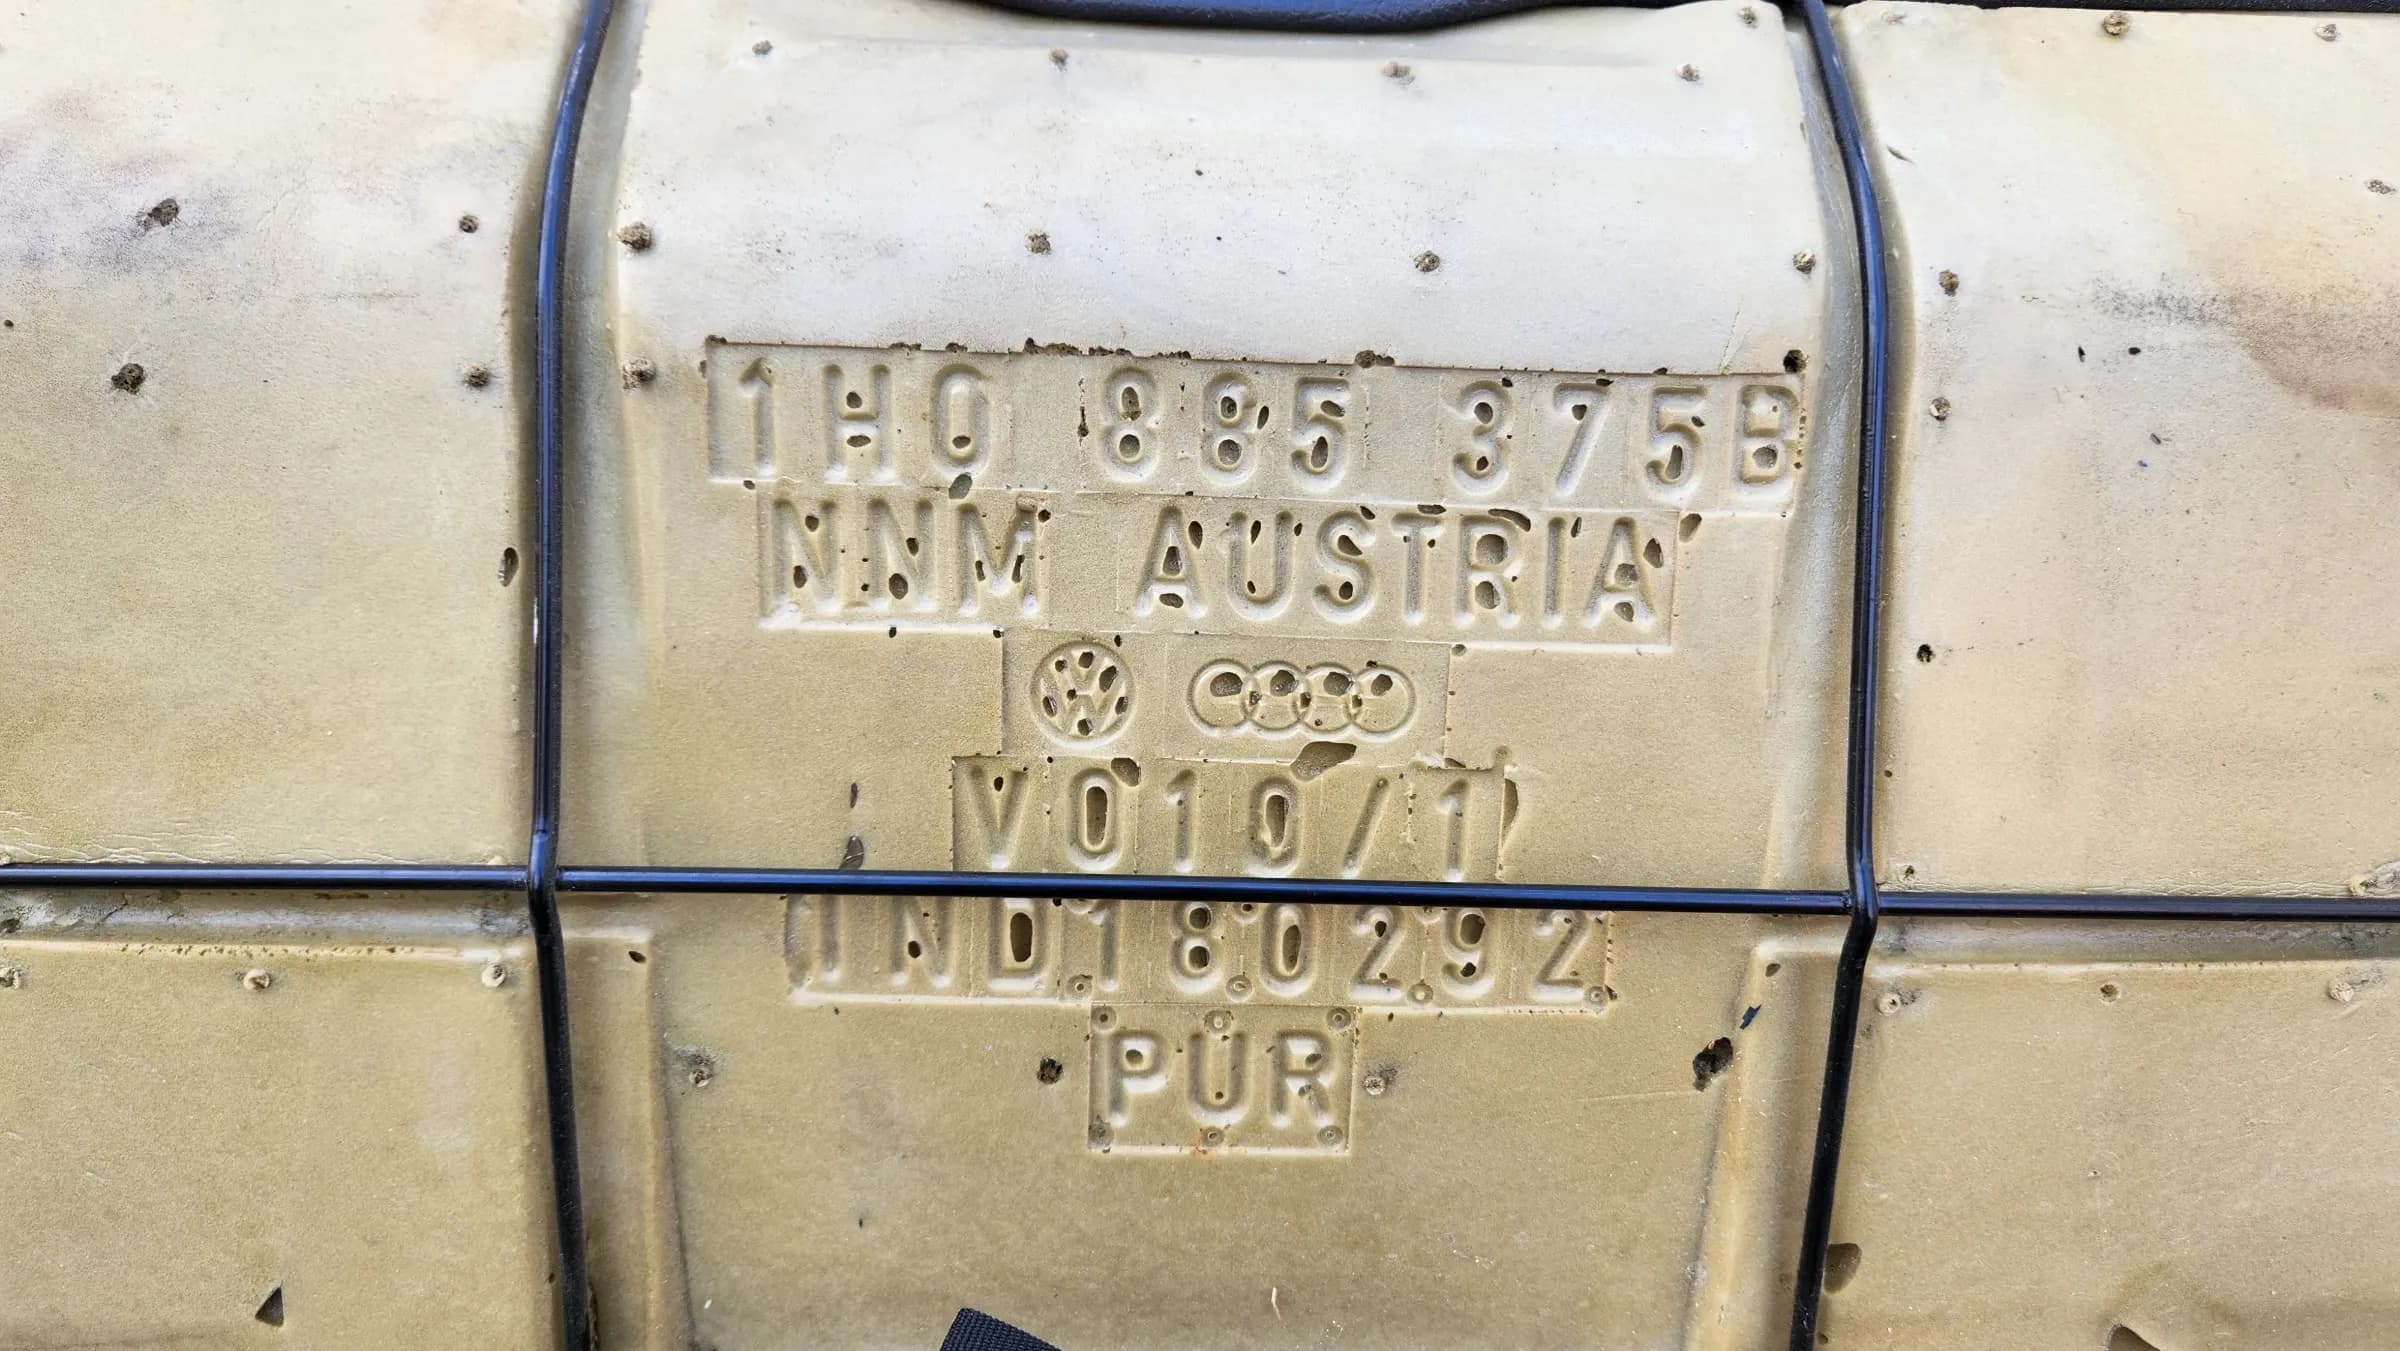 1H0 885 375B
NNM AUSTRIA
V010/1
IND180292
PUR